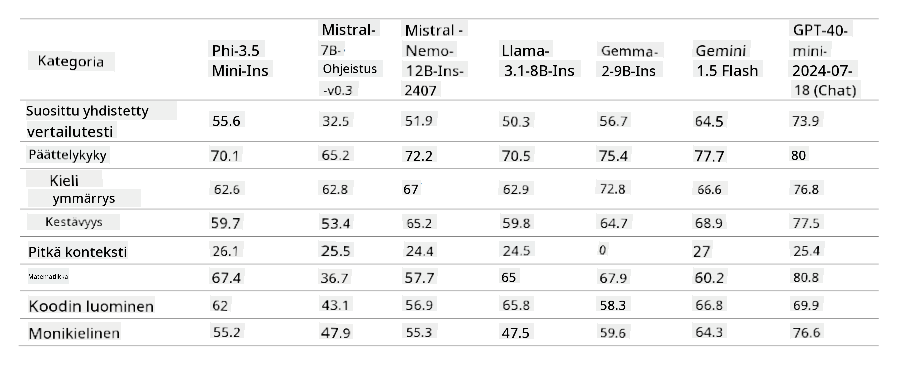 Kategoria Phi-3.5 Mini-Ins Mistral-7B- Ohjeistus -v0.3 Mistral - Nemo-12B-Ins-2407 Llama-3.1-8B-Ins Gemma-2-9B-Ins Gemini 1.5 Flash GPT-40-mini-2024-07-18 (Chat)
Suosittu yhdistetty vertailutesti 55.6 32.5 51.9 50.3 56.7 64.5 73.9
Päättelykyky 70.1 65.2 72.2 70.5 75.4 77.7 80
Kieli ymmärrys 62.6 62.8 67 62.9 72.8 66.6 76.8
Kestävyys 59.7 53.4 65.2 59.8 64.7 68.9 77.5
Pitkä konteksti 26.1 25.5 24.4 24.5 0 27 25.4
Matematiikka 67.4 36.7 57.7 65 67.9 60.2 80.8
Koodin luominen 62 43.1 56.9 65.8 58.3 66.8 69.9
Monikielinen 55.2 47.9 55.3 47.5 59.6 64.3 76.6